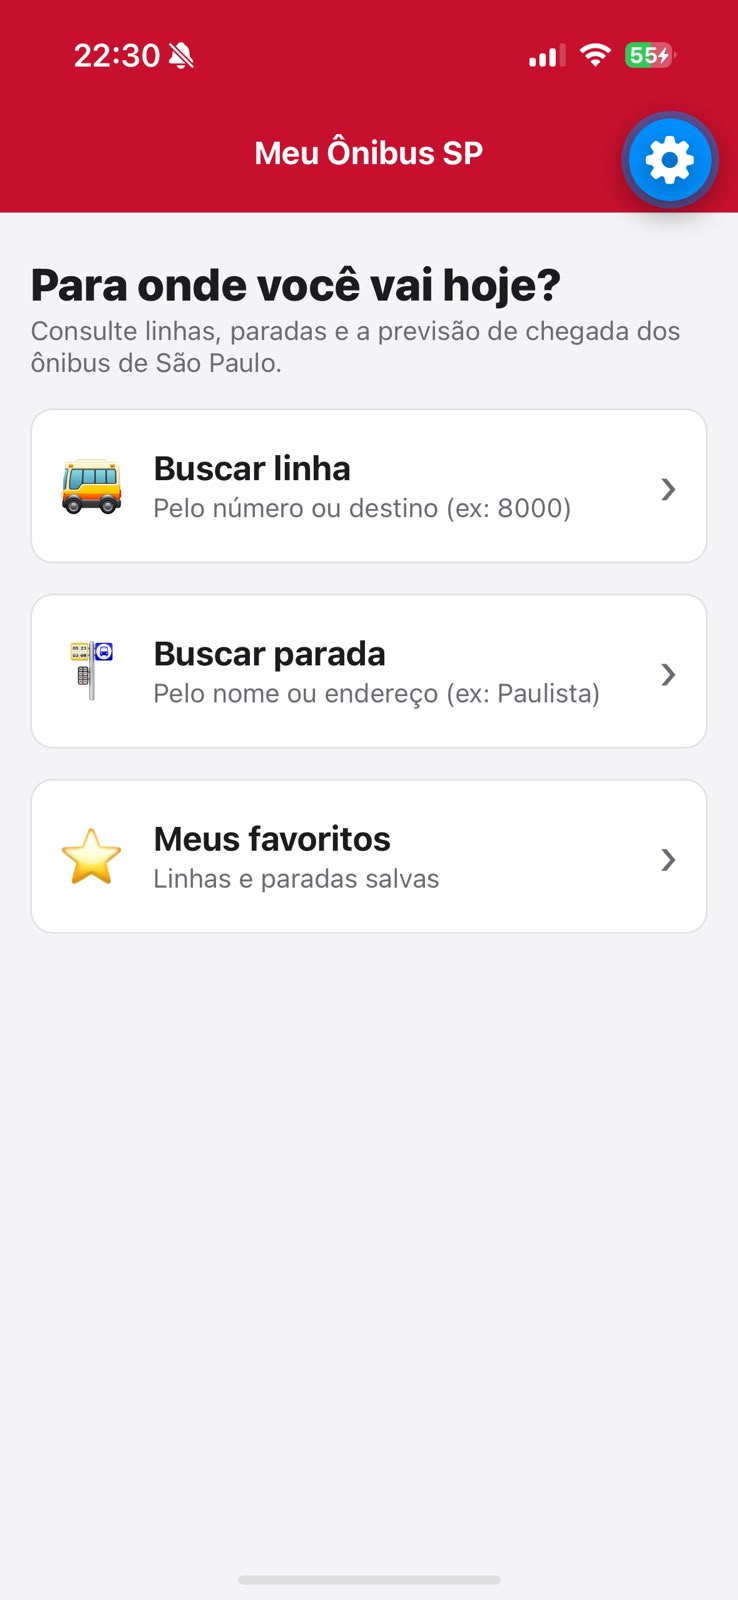 22:30
55
Meu Ônibus SP
Para onde você vai hoje?
Consulte linhas, paradas e a previsão de chegada dos
ônibus de São Paulo.
Buscar linha
Pelo número ou destino (ex: 8000)
Buscar parada
Pelo nome ou endereço (ex: Paulista)
Meus favoritos
Linhas e paradas salvas